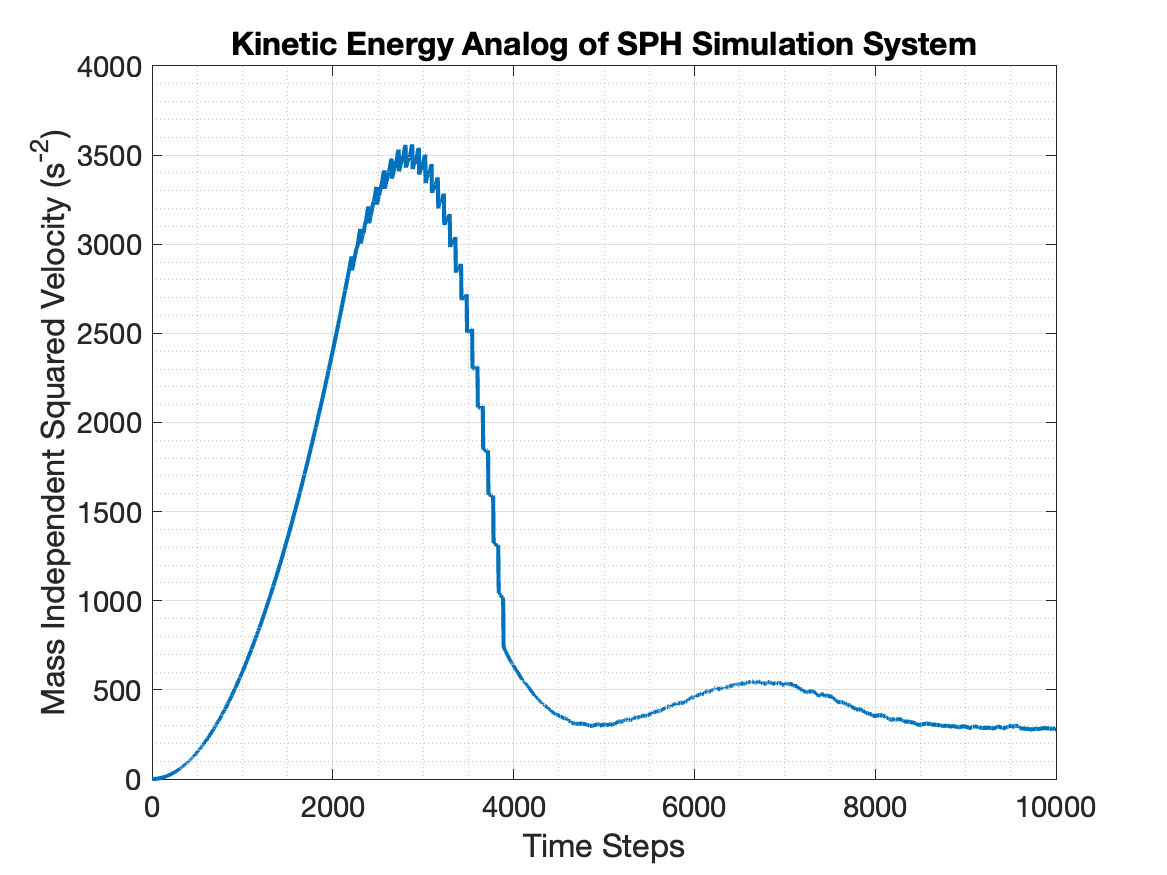 Kinetic Energy Analog of SPH Simulation System
Mass Independent Squared Velocity (s^-2)
4000
3500
3000
2500
2000
1500
1000
500
0
0 2000 4000 6000 8000 10000
Time Steps